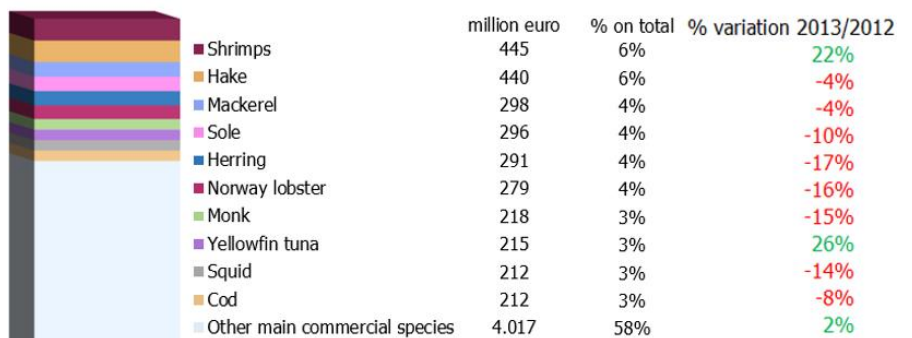 million euro % on total % variation 2013/2012
Shrimps 445 6% 22%
Hake 440 6% -4%
Mackerel 298 4% -4%
Sole 296 4% -10%
Herring 291 4% -17%
Norway lobster 279 4% -16%
Monk 218 3% -15%
Yellowfin tuna 215 3% 26%
Squid 212 3% -14%
Cod 212 3% -8%
Other main commercial species 4.017 58% 2%